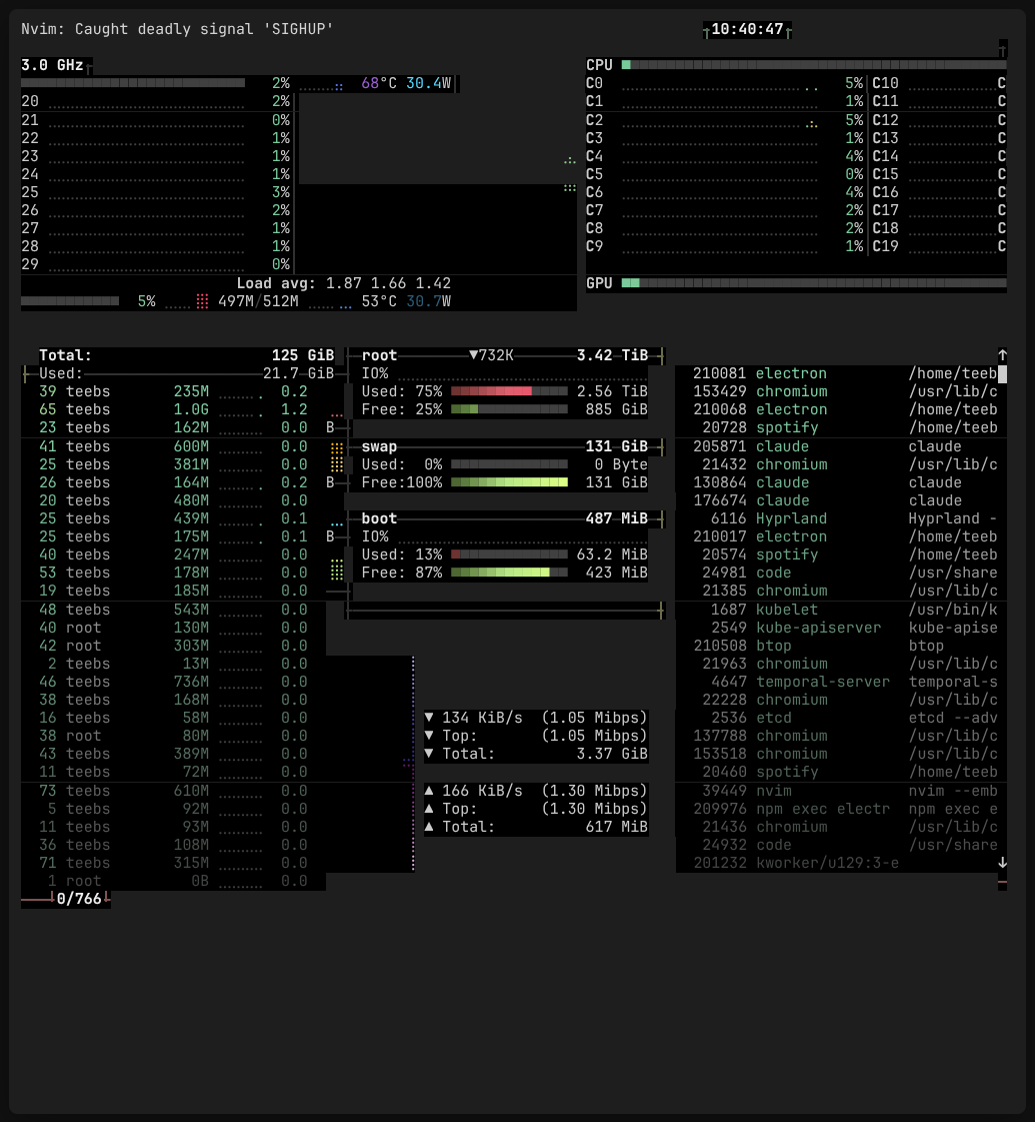 Nvim: Caught deadly signal 'SIGHUP'
10:40:47
3.0 GHz
2% 68°C 30.4W
20 2%
21 0%
22 1%
23 1%
24 1%
25 3%
26 2%
27 1%
28 1%
29 0%
Load avg: 1.87 1.66 1.42
5% 497M/512M 53°C 30.7W
CPU
C0 5% C10 C
C1 1% C11 C
C2 5% C12 C
C3 1% C13 C
C4 4% C14 C
C5 0% C15 C
C6 4% C16 C
C7 2% C17 C
C8 2% C18 C
C9 1% C19 C
GPU
Total: 125 GiB
Used: 21.7 GiB
39 teebs 235M 0.2
65 teebs 1.0G 1.2
23 teebs 162M 0.0 B
41 teebs 600M 0.0
25 teebs 381M 0.0
26 teebs 164M 0.2 B
20 teebs 480M 0.0
25 teebs 439M 0.1
25 teebs 175M 0.1 B
40 teebs 247M 0.0
53 teebs 178M 0.0
19 teebs 185M 0.0
48 teebs 543M 0.0
40 root 130M 0.0
42 root 303M 0.0
2 teebs 13M 0.0
46 teebs 736M 0.0
38 teebs 168M 0.0
16 teebs 58M 0.0
38 root 80M 0.0
43 teebs 389M 0.0
11 teebs 72M 0.0
73 teebs 610M 0.0
5 teebs 92M 0.0
11 teebs 93M 0.0
36 teebs 108M 0.0
71 teebs 315M 0.0
1 root 0B 0.0
0/766
root ▼732K 3.42 TiB
IO%
Used: 75% 2.56 TiB
Free: 25% 885 GiB
swap 131 GiB
Used: 0% 0 Byte
Free:100% 131 GiB
boot 487 MiB
IO%
Used: 13% 63.2 MiB
Free: 87% 423 MiB
▼ 134 KiB/s (1.05 Mibps)
▼ Top: (1.05 Mibps)
▼ Total: 3.37 GiB
▲ 166 KiB/s (1.30 Mibps)
▲ Top: (1.30 Mibps)
▲ Total: 617 MiB
↑
210081 electron /home/teeb
153429 chromium /usr/lib/c
210068 electron /home/teeb
20728 spotify /home/teeb
205871 claude claude
21432 chromium /usr/lib/c
130864 claude claude
176674 claude claude
6116 Hyprland Hyprland -
210017 electron /home/teeb
20574 spotify /home/teeb
24981 code /usr/share
21385 chromium /usr/lib/c
1687 kubelet /usr/bin/k
2549 kube-apiserver kube-apise
210508 btop btop
21963 chromium /usr/lib/c
4647 temporal-server temporal-s
22228 chromium /usr/lib/c
2536 etcd etcd --adv
137788 chromium /usr/lib/c
153518 chromium /usr/lib/c
20460 spotify /home/teeb
39449 nvim nvim --emb
209976 npm exec electr npm exec e
21436 chromium /usr/lib/c
24932 code /usr/share
201232 kworker/u129:3-e ↓